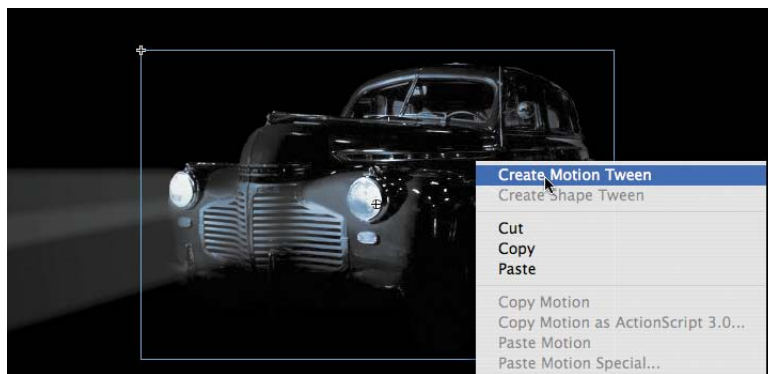 Create Motion Tween
Create Shape Tween
Cut
Copy
Paste
Copy Motion
Copy Motion as ActionScript 3.0...
Paste Motion
Paste Motion Special...